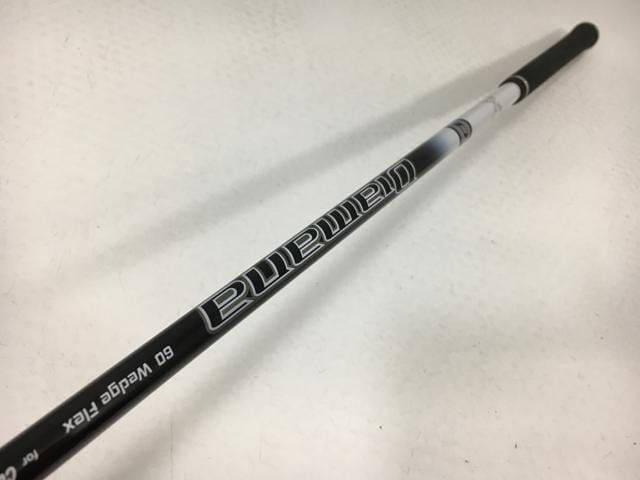 Diamana
60 Wedge Flex
for